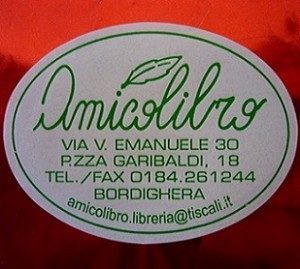 Amicolibro
VIA V. EMANUELE 30
P.ZZA GARIBALDI, 18
TEL./FAX 0184.261244
BORDIGHERA
amicolibro.libreria@tiscali.it